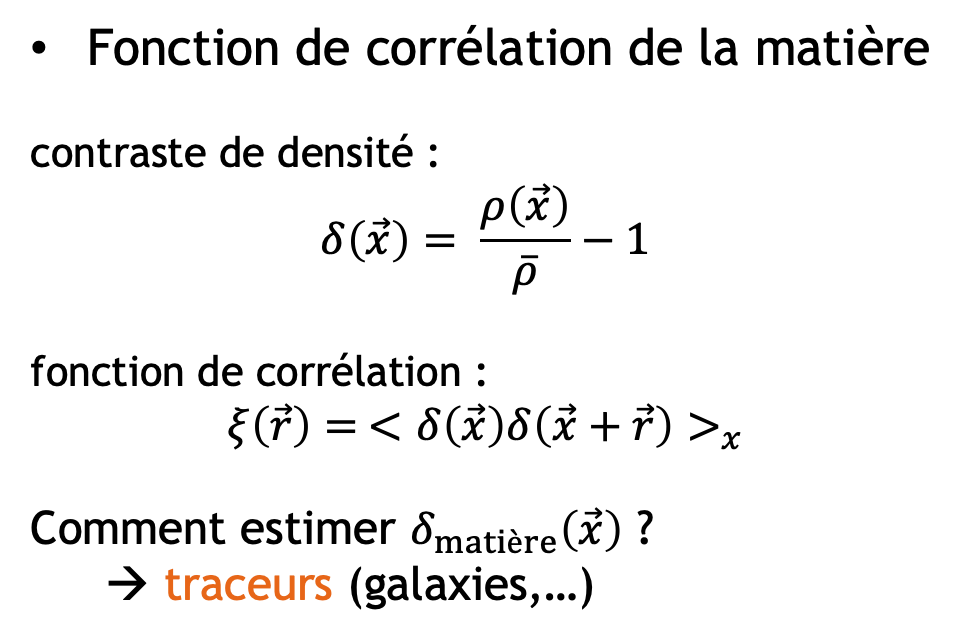 • Fonction de corrélation de la matière
contraste de densité :
δ(x⃗) = ρ(x⃗)/ρ̄ − 1
fonction de corrélation :
ξ(r⃗) = < δ(x⃗)δ(x⃗ + r⃗) >ₓ
Comment estimer δ_matière(x⃗) ?
→ traceurs (galaxies,...)